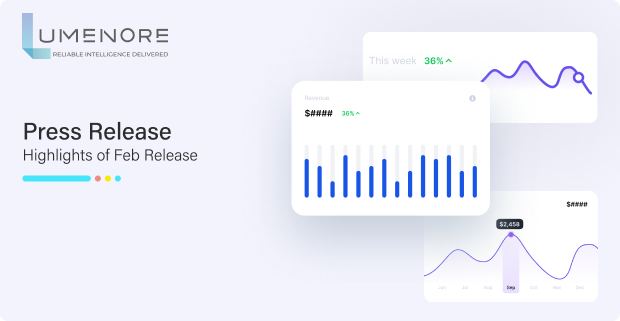 LUMENORE
RELIABLE INTELLIGENCE DELIVERED
Press Release
Highlights of Feb Release
This week 36%
Revenue
$#### 36%
$####
$2,458
Jun Jul Aug Sep Oct Nov Dec